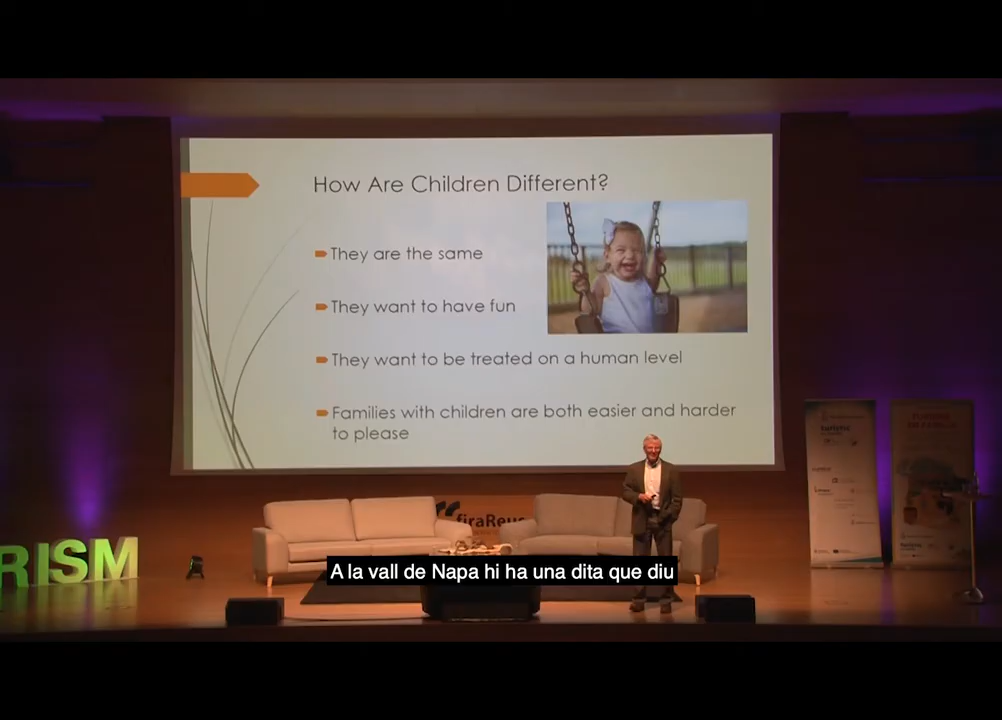 How Are Children Different?
They are the same
They want to have fun
They want to be treated on a human level
Families with children are both easier and harder
to please
firaReus
RISM
A la vall de Napa hi ha una dita que diu